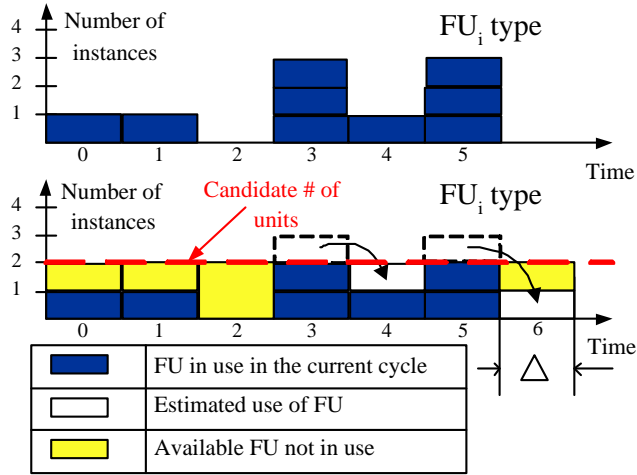 Number of
instances
FUi type
4
3
2
1
0 1 2 3 4 5
Time
Number of
instances
Candidate # of
units
FUi type
4
3
2
1
0 1 2 3 4 5 6
Time
FU in use in the current cycle
Estimated use of FU
Available FU not in use
△